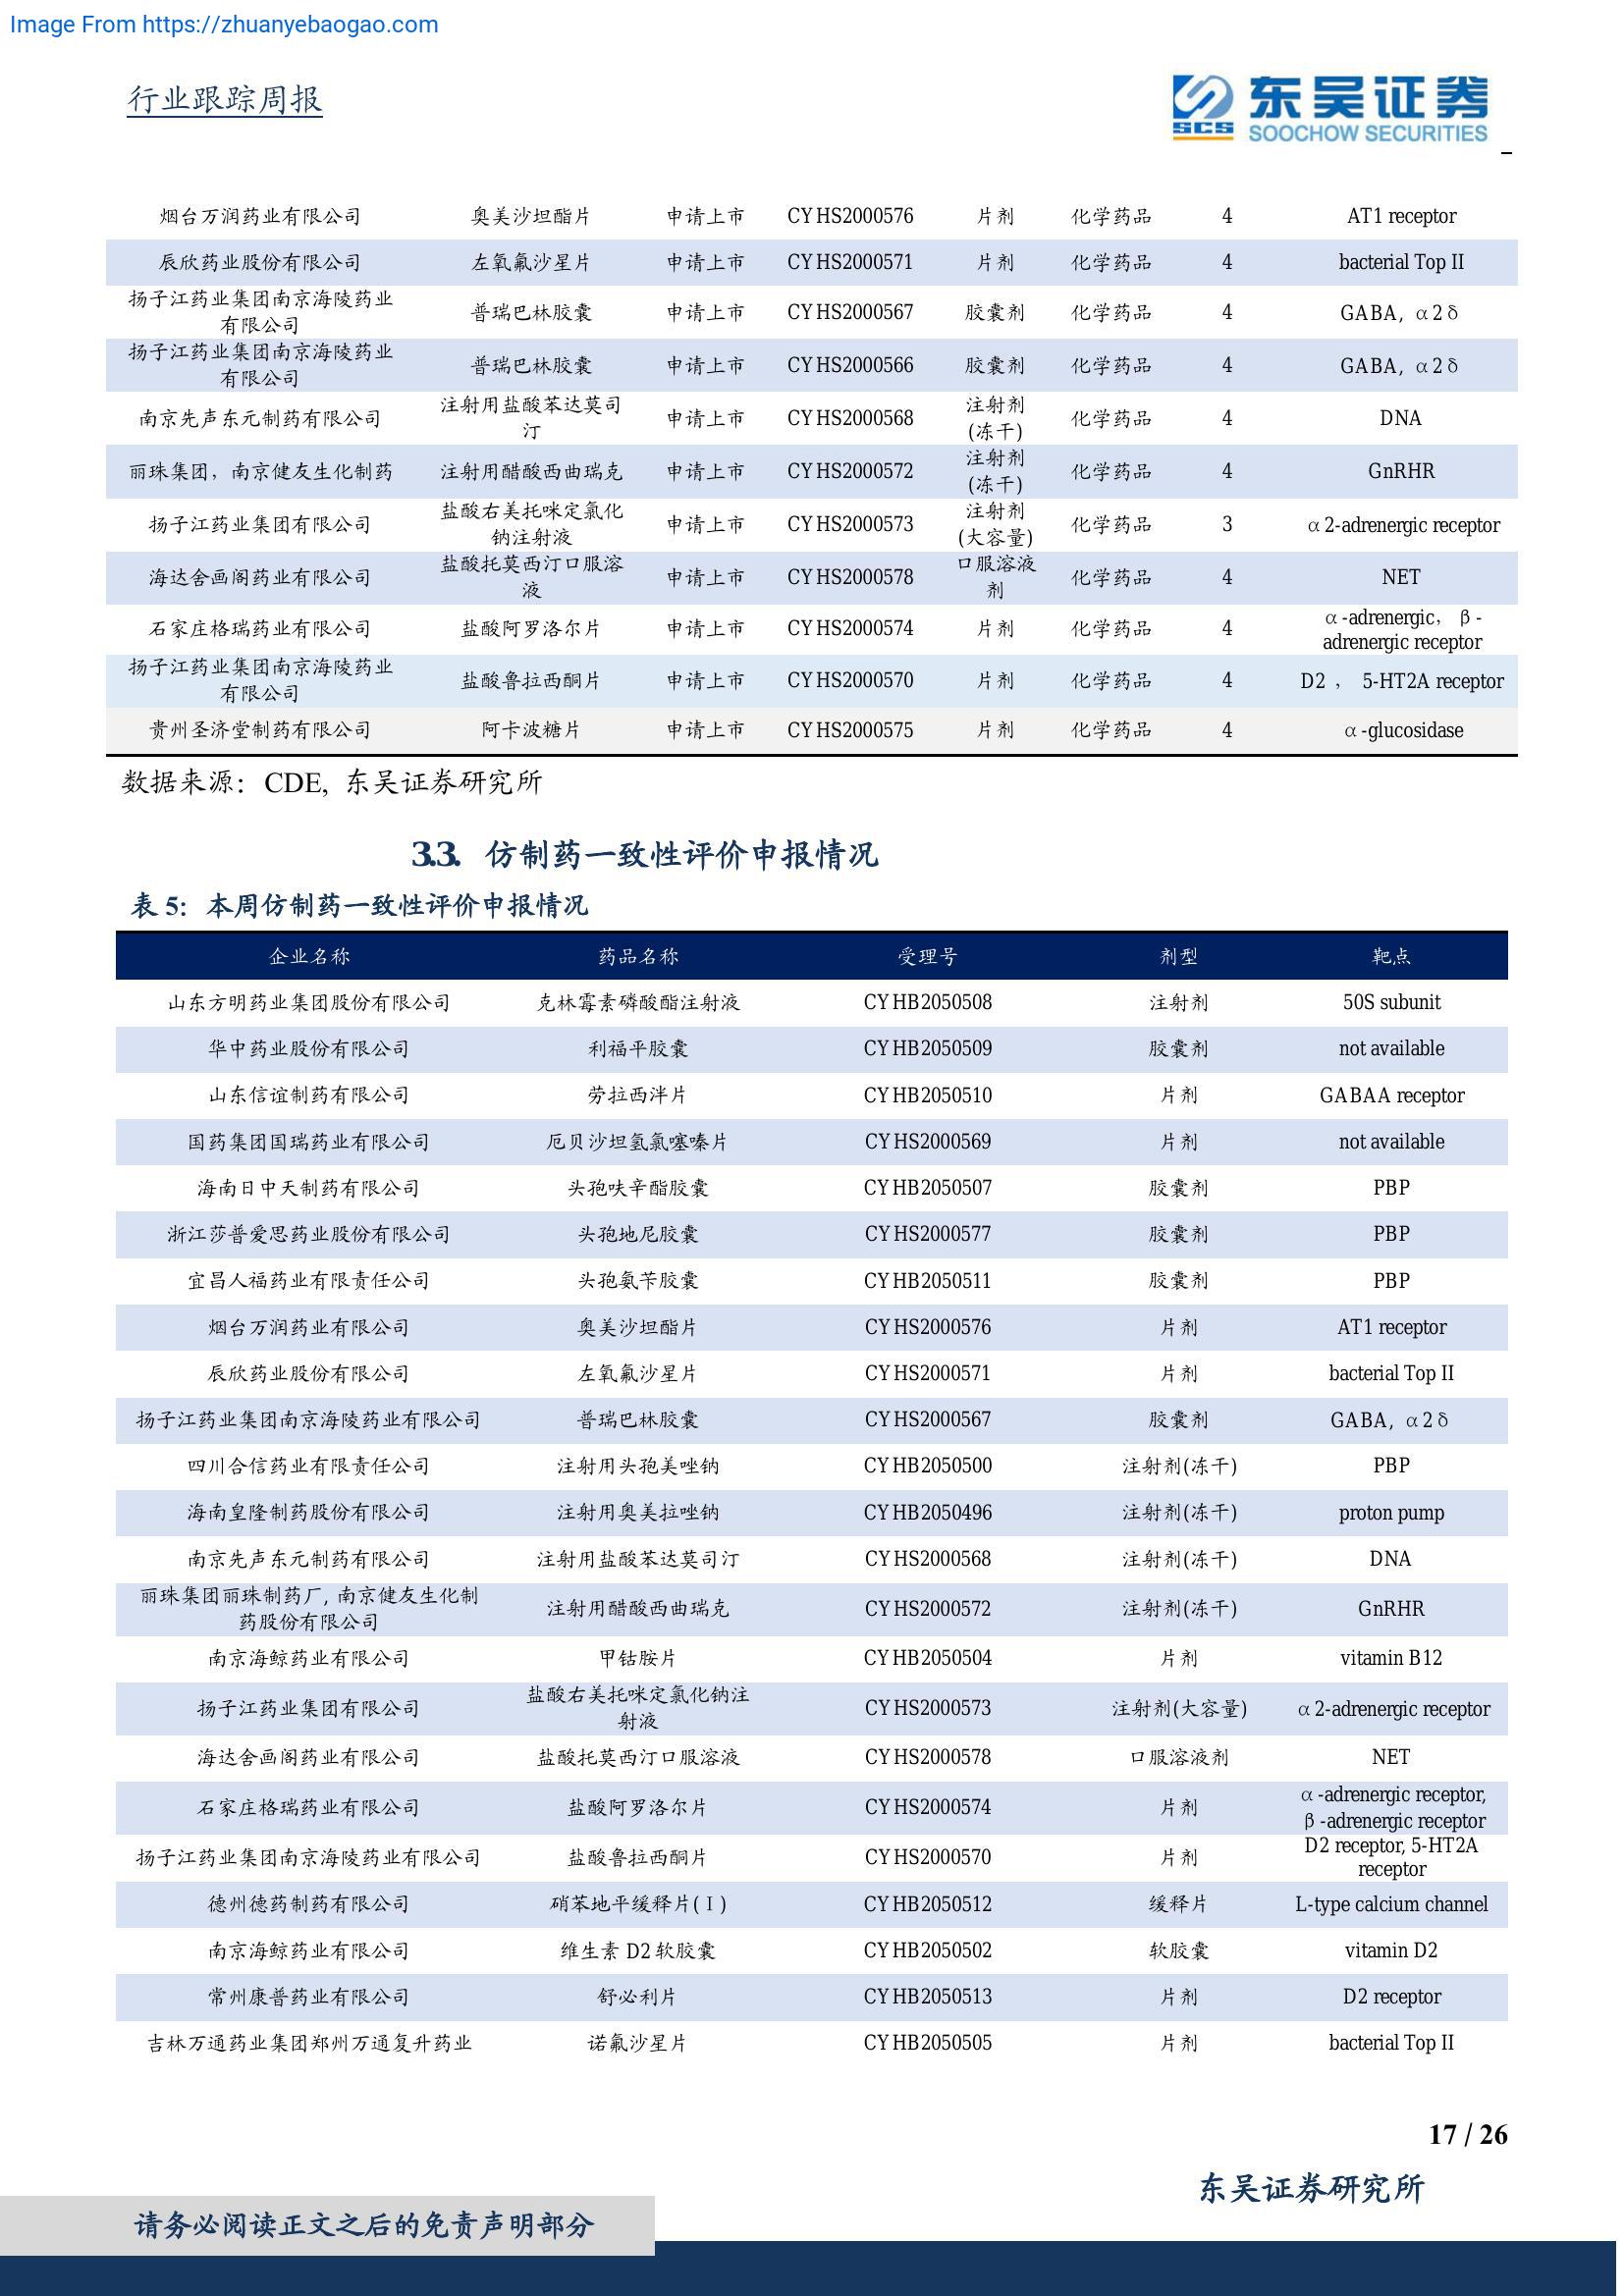 Image From https://zhuanyebaogao.com
行业跟踪周报
东吴证券
SCS SOOCHOW SECURITIES
烟台万润药业有限公司 奥美沙坦酯片 申请上市 CYHS2000576 片剂 化学药品 4 AT1 receptor
辰欣药业股份有限公司 左氧氟沙星片 申请上市 CYHS2000571 片剂 化学药品 4 bacterial Top II
扬子江药业集团南京海陵药业
有限公司 普瑞巴林胶囊 申请上市 CYHS2000567 胶囊剂 化学药品 4 GABA, α2δ
扬子江药业集团南京海陵药业
有限公司 普瑞巴林胶囊 申请上市 CYHS2000566 胶囊剂 化学药品 4 GABA, α2δ
南京先声东元制药有限公司 注射用盐酸苯达莫司
汀 申请上市 CYHS2000568 注射剂
(冻干) 化学药品 4 DNA
丽珠集团，南京健友生化制药 注射用醋酸西曲瑞克 申请上市 CYHS2000572 注射剂
(冻干) 化学药品 4 GnRHR
扬子江药业集团有限公司 盐酸右美托咪定氯化
钠注射液 申请上市 CYHS2000573 注射剂
(大容量) 化学药品 3 α2-adrenergic receptor
海达舍画阁药业有限公司 盐酸托莫西汀口服溶
液 申请上市 CYHS2000578 口服溶液
剂 化学药品 4 NET
石家庄格瑞药业有限公司 盐酸阿罗洛尔片 申请上市 CYHS2000574 片剂 化学药品 4 α-adrenergic， β-
adrenergic receptor
扬子江药业集团南京海陵药业
有限公司 盐酸鲁拉西酮片 申请上市 CYHS2000570 片剂 化学药品 4 D2 ， 5-HT2A receptor
贵州圣济堂制药有限公司 阿卡波糖片 申请上市 CYHS2000575 片剂 化学药品 4 α-glucosidase
数据来源：CDE, 东吴证券研究所
3.3. 仿制药一致性评价申报情况
表 5：本周仿制药一致性评价申报情况
企业名称 药品名称 受理号 剂型 靶点
山东方明药业集团股份有限公司 克林霉素磷酸酯注射液 CYHB2050508 注射剂 50S subunit
华中药业股份有限公司 利福平胶囊 CYHB2050509 胶囊剂 not available
山东信谊制药有限公司 劳拉西泮片 CYHB2050510 片剂 GABAA receptor
国药集团国瑞药业有限公司 厄贝沙坦氢氯噻嗪片 CYHS2000569 片剂 not available
海南日中天制药有限公司 头孢呋辛酯胶囊 CYHB2050507 胶囊剂 PBP
浙江莎普爱思药业股份有限公司 头孢地尼胶囊 CYHS2000577 胶囊剂 PBP
宜昌人福药业有限责任公司 头孢氨苄胶囊 CYHB2050511 胶囊剂 PBP
烟台万润药业有限公司 奥美沙坦酯片 CYHS2000576 片剂 AT1 receptor
辰欣药业股份有限公司 左氧氟沙星片 CYHS2000571 片剂 bacterial Top II
扬子江药业集团南京海陵药业有限公司 普瑞巴林胶囊 CYHS2000567 胶囊剂 GABA, α2δ
四川合信药业有限责任公司 注射用头孢美唑钠 CYHB2050500 注射剂(冻干) PBP
海南皇隆制药股份有限公司 注射用奥美拉唑钠 CYHB2050496 注射剂(冻干) proton pump
南京先声东元制药有限公司 注射用盐酸苯达莫司汀 CYHS2000568 注射剂(冻干) DNA
丽珠集团丽珠制药厂, 南京健友生化制
药股份有限公司 注射用醋酸西曲瑞克 CYHS2000572 注射剂(冻干) GnRHR
南京海鲸药业有限公司 甲钴胺片 CYHB2050504 片剂 vitamin B12
扬子江药业集团有限公司 盐酸右美托咪定氯化钠注
射液 CYHS2000573 注射剂(大容量) α2-adrenergic receptor
海达舍画阁药业有限公司 盐酸托莫西汀口服溶液 CYHS2000578 口服溶液剂 NET
石家庄格瑞药业有限公司 盐酸阿罗洛尔片 CYHS2000574 片剂 α-adrenergic receptor,
β-adrenergic receptor
扬子江药业集团南京海陵药业有限公司 盐酸鲁拉西酮片 CYHS2000570 片剂 D2 receptor, 5-HT2A
receptor
德州德药制药有限公司 硝苯地平缓释片(Ⅰ) CYHB2050512 缓释片 L-type calcium channel
南京海鲸药业有限公司 维生素 D2 软胶囊 CYHB2050502 软胶囊 vitamin D2
常州康普药业有限公司 舒必利片 CYHB2050513 片剂 D2 receptor
吉林万通药业集团郑州万通复升药业 诺氟沙星片 CYHB2050505 片剂 bacterial Top II
17 / 26
东吴证券研究所
请务必阅读正文之后的免责声明部分